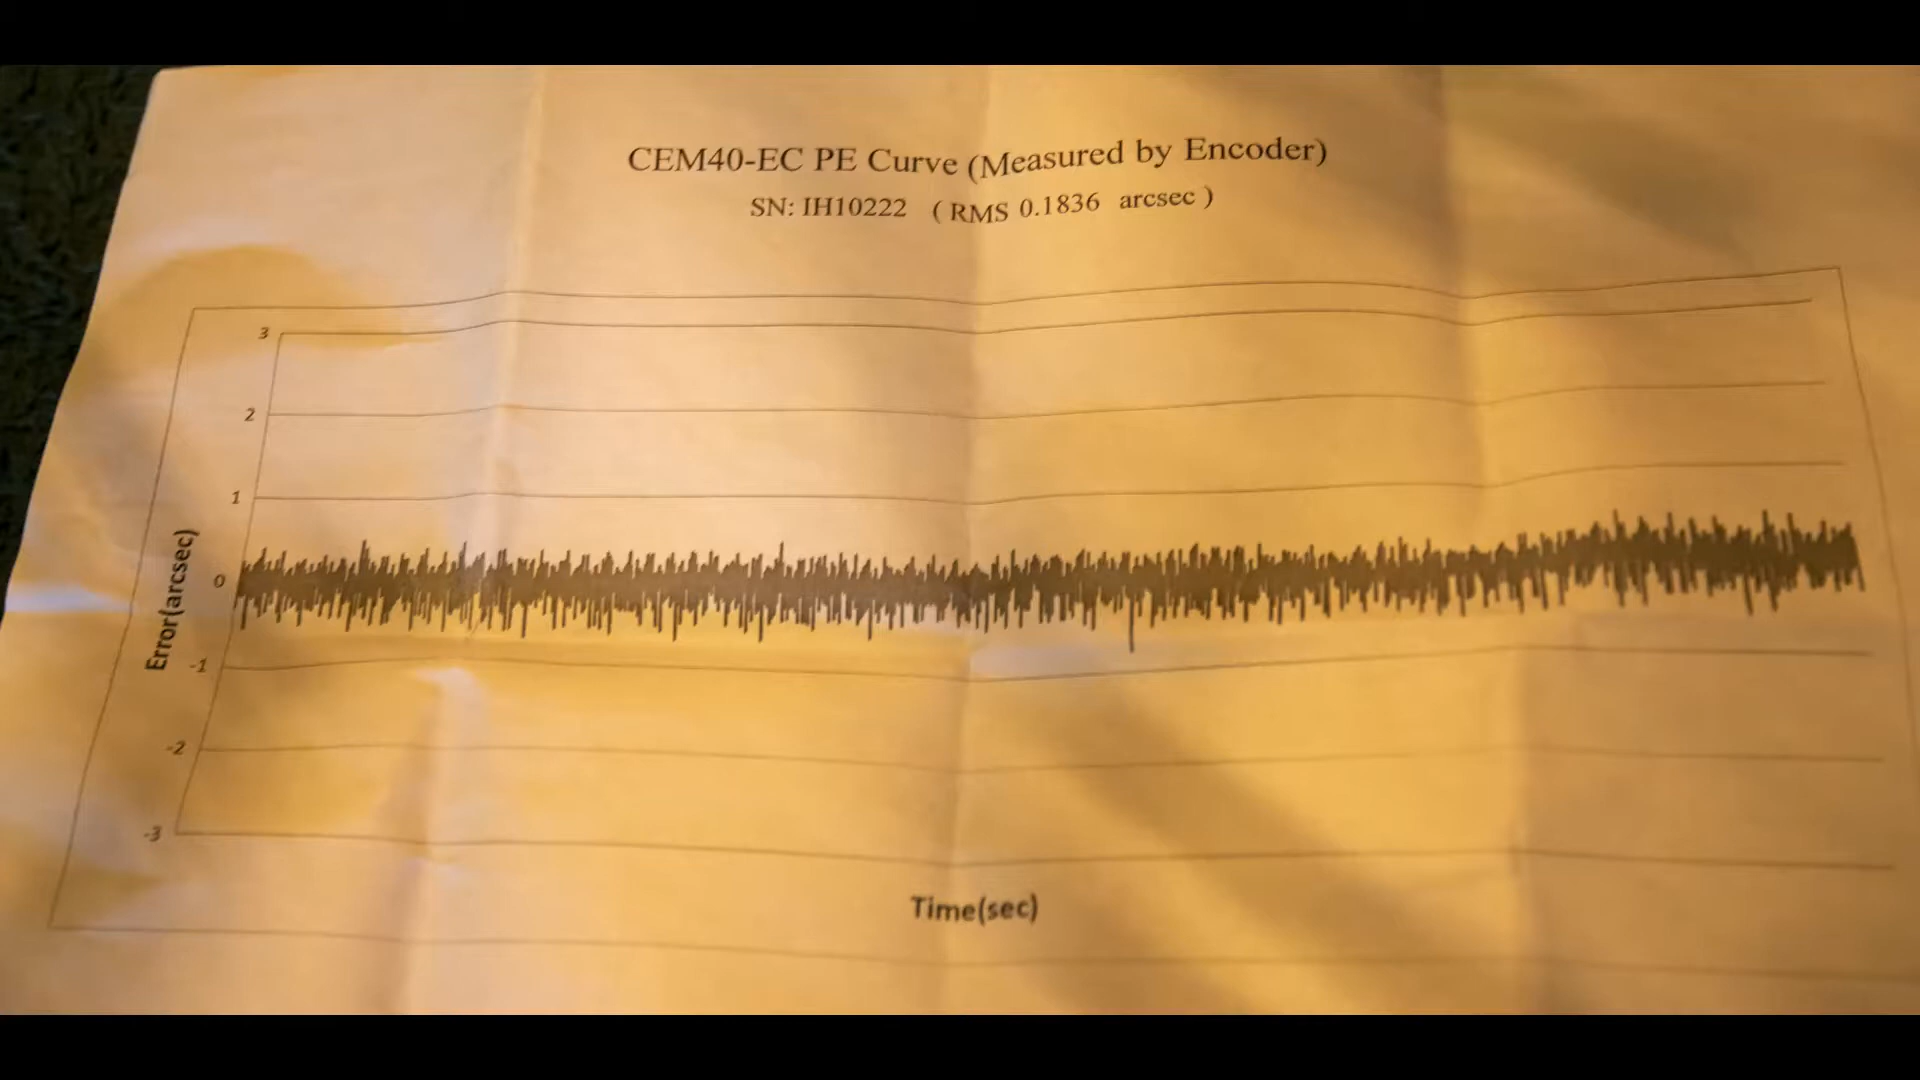 CEM40-EC PE Curve (Measured by Encoder)
SN: IH10222 ( RMS 0.1836 arcsec )
3
2
1
0
-1
-2
-3
Error(arcsec)
Time(sec)